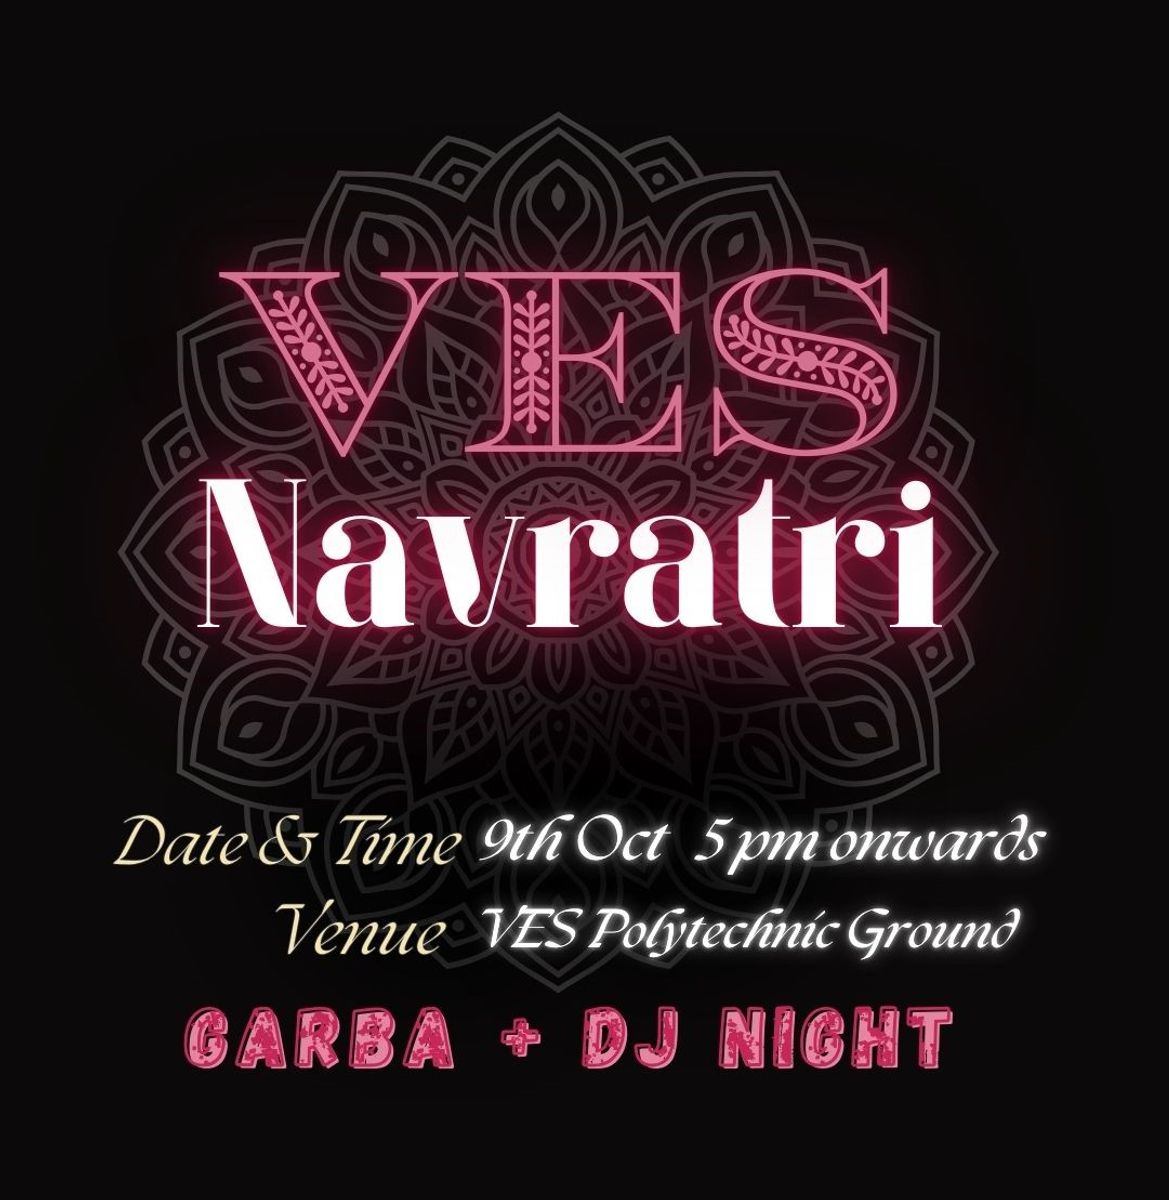 VES
Navratri
Date & Time 9th Oct 5 pm onwards
Venue VES Polytechnic Ground
GARBA + DJ NIGHT